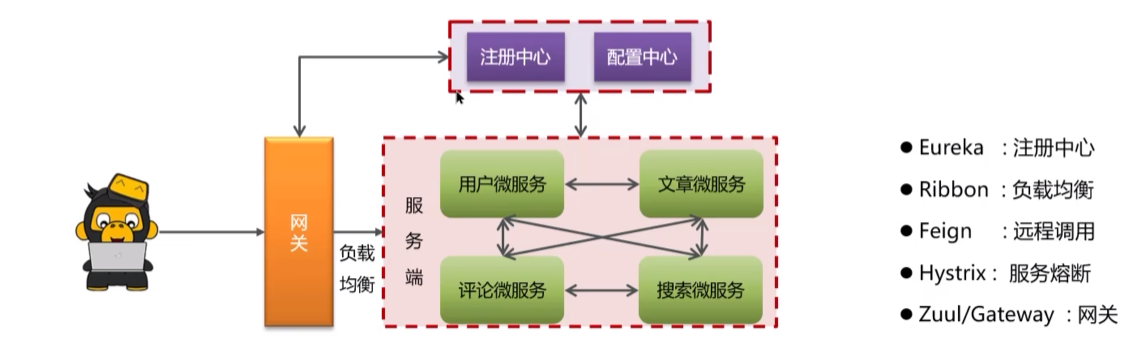 注册中心
配置中心
网关
负载
均衡
服务端
用户微服务
文章微服务
评论微服务
搜索微服务
● Eureka : 注册中心
● Ribbon : 负载均衡
● Feign : 远程调用
● Hystrix : 服务熔断
● Zuul/Gateway : 网关